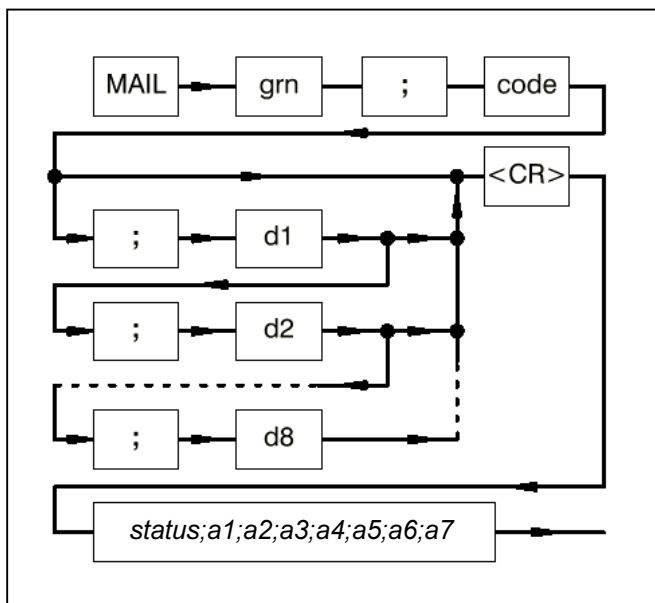 MAIL grn ; code
<CR>
; d1
; d2
; d8
status;a1;a2;a3;a4;a5;a6;a7